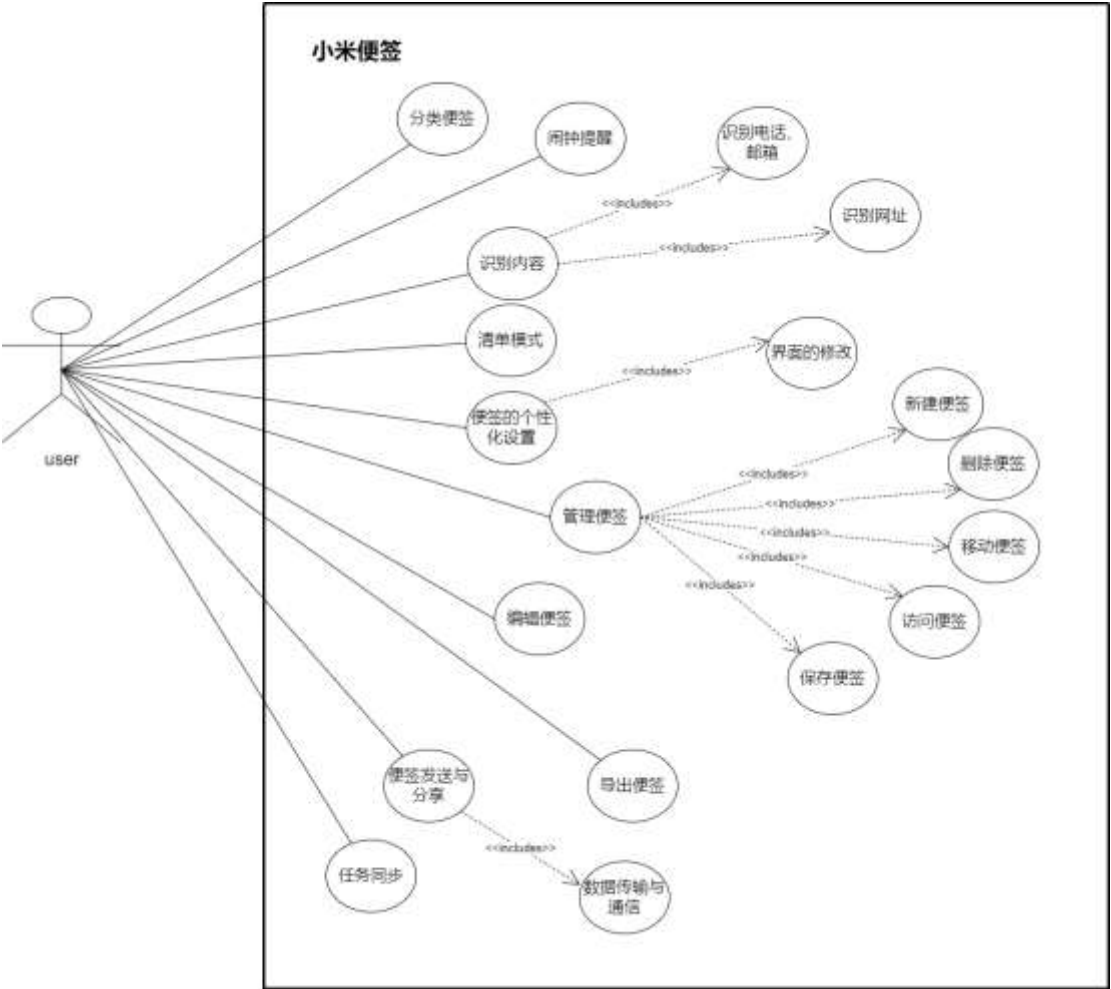 小米便签
分类便签
闹钟提醒
识别电话、
邮箱
<<includes>>
识别网址
<<includes>>
识别内容
清单模式
界面的修改
<<includes>>
便签的个性
化设置
新建便签
user
删除便签
<<includes>>
<<includes>>
管理便签
<<includes>>
移动便签
<<includes>>
<<includes>>
编辑便签
访问便签
保存便签
便签发送与
分享
导出便签
<<includes>>
任务同步
数据传输与
通信